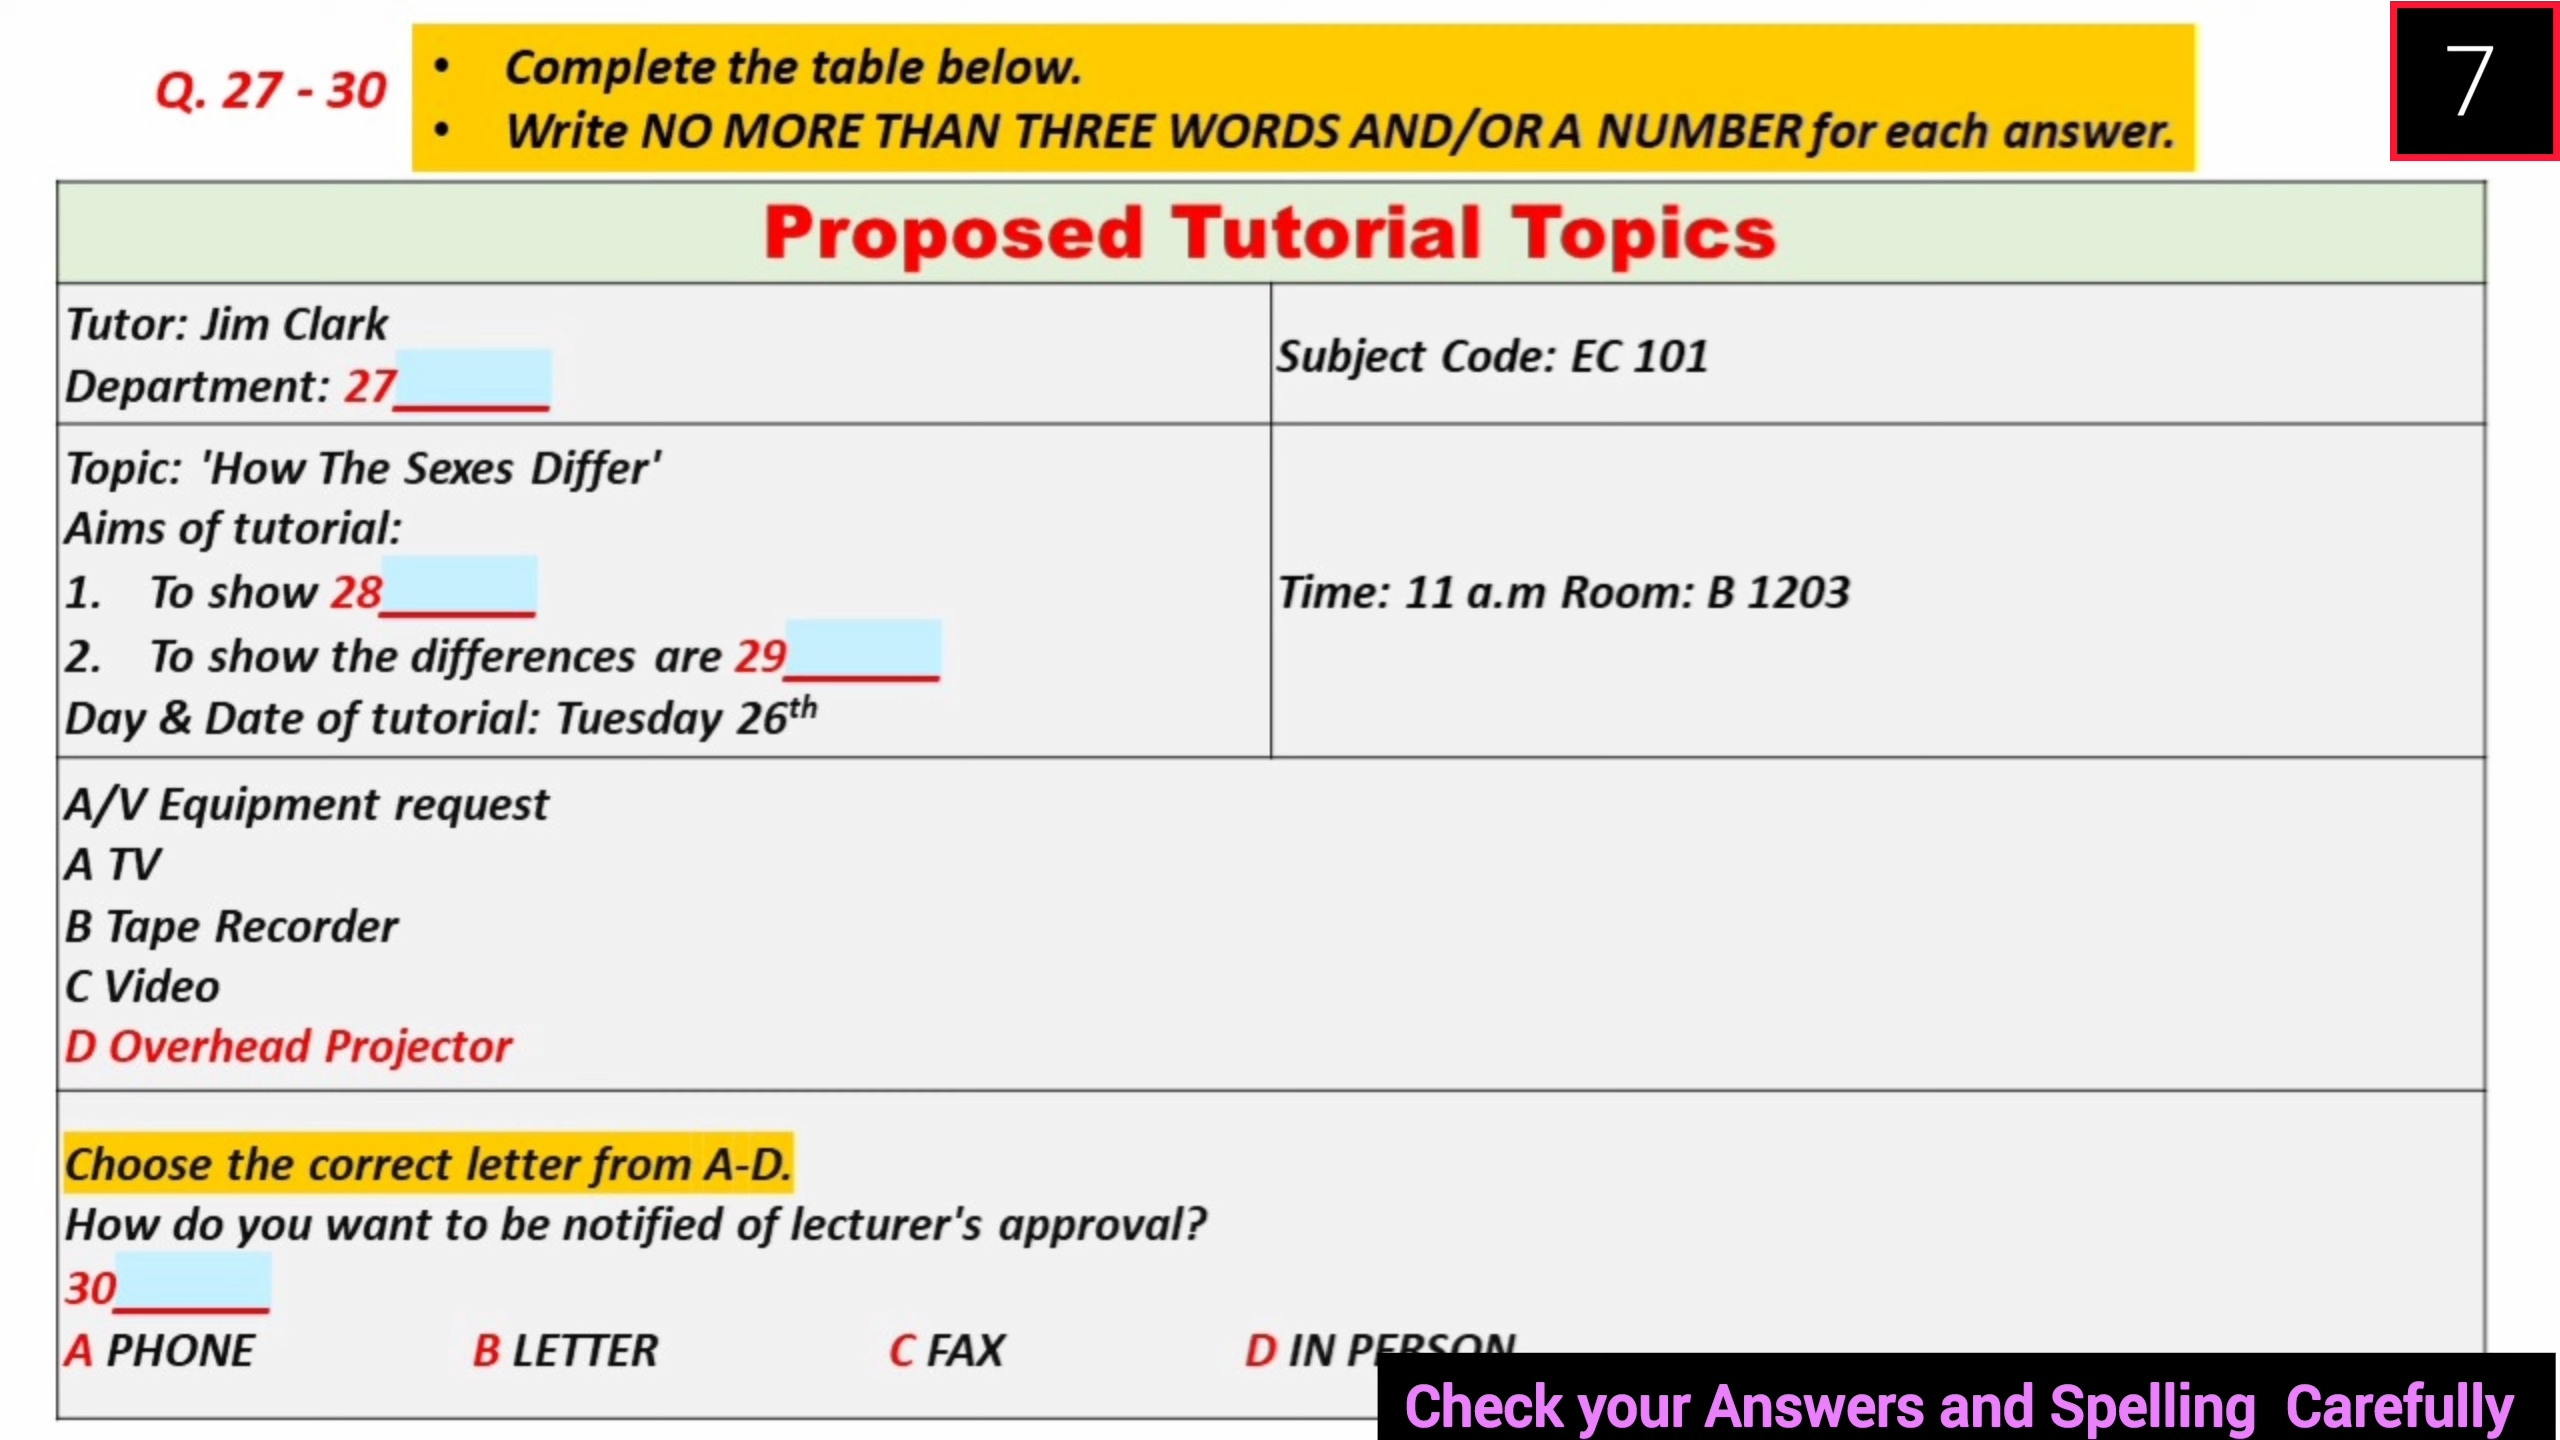 Q. 27 - 30
• Complete the table below.
• Write NO MORE THAN THREE WORDS AND/OR A NUMBER for each answer.
7
Proposed Tutorial Topics
Tutor: Jim Clark
Department: 27
Subject Code: EC 101
Topic: 'How The Sexes Differ'
Aims of tutorial:
1. To show 28
2. To show the differences are 29
Day & Date of tutorial: Tuesday 26th
Time: 11 a.m Room: B 1203
A/V Equipment request
A TV
B Tape Recorder
C Video
D Overhead Projector
Choose the correct letter from A-D.
How do you want to be notified of lecturer's approval?
30
A PHONE B LETTER C FAX D IN PERSON
Check your Answers and Spelling Carefully